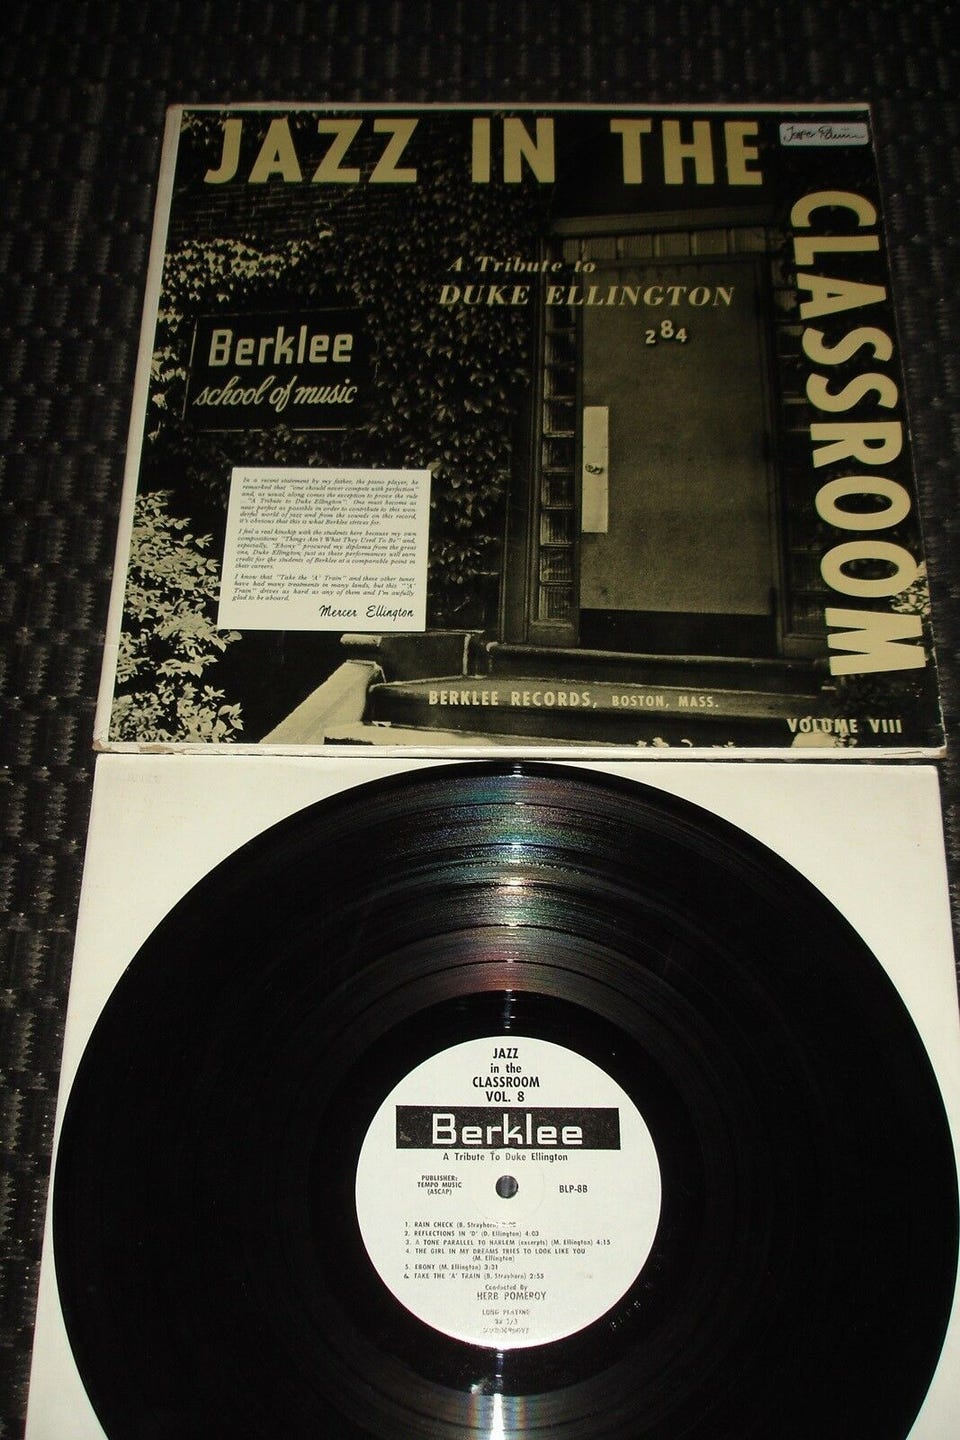 JAZZ IN THE
CLASSROOM
A Tribute to
DUKE ELLINGTON
284
Berklee
school of music
In a recent statement by my father, the piano player, he
remarked that "one should never compete with perfection"
and, as usual, along comes the exception to prove the rule
"A Tribute to Duke Ellington". One must become as
near perfect as possible in order to contribute to this won-
derful world of jazz and from the sounds on this record,
it's obvious that this is what Berklee strives for.
I feel a real kinship with the students here because my own
compositions "Things Ain't What They Used To Be" and,
especially, "Ebony" procured my diploma from the great
one, Duke Ellington, just as these performances will earn
credit for the students of Berklee at a comparable point in
their careers.
I know that "Take the 'A' Train" and these other tunes
have had many treatments in many lands, but this "'A'
Train" drives as hard as any of them and I'm awfully
glad to be aboard.
Mercer Ellington
BERKLEE RECORDS, BOSTON, MASS.
VOLUME VIII
JAZZ
in the
CLASSROOM
VOL. 8
Berklee
A Tribute To Duke Ellington
PUBLISHER:
TEMPO MUSIC
(ASCAP)
BLP-8B
1. RAIN CHECK (B. Strayhorn)
2. REFLECTIONS IN 'D' (D. Ellington) 4:03
3. A TONE PARALLEL TO HARLEM (excerpts) (M. Ellington) 4:15
4. THE GIRL IN MY DREAMS TRIES TO LOOK LIKE YOU
(M. Ellington)
5. EBONY (M. Ellington) 3:31
6. TAKE THE 'A' TRAIN (B. Strayhorn) 2:53
Conducted By
HERB POMEROY
LONG PLAYING
33 1/3